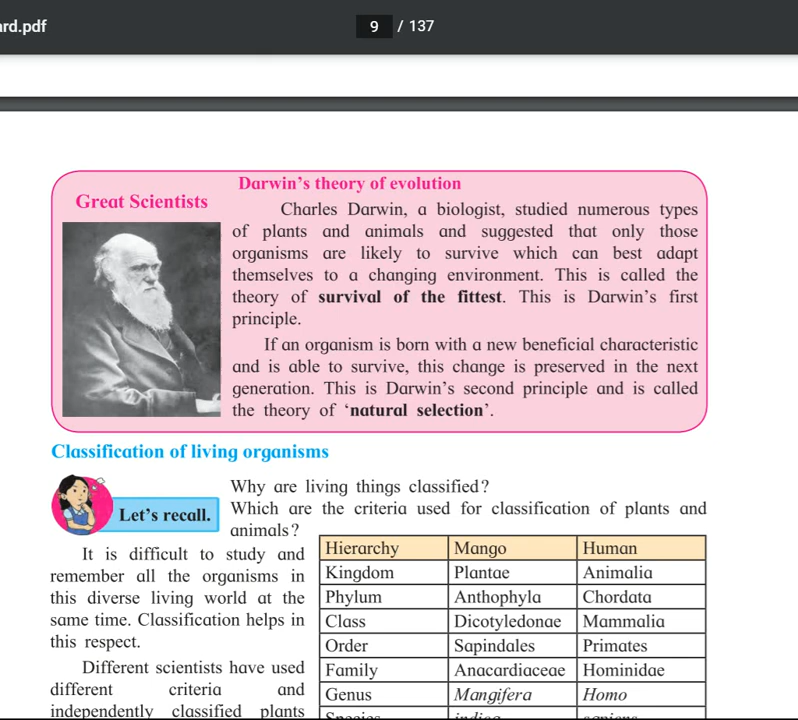 ard.pdf
9 / 137
Great Scientists
Darwin's theory of evolution
Charles Darwin, a biologist, studied numerous types
of plants and animals and suggested that only those
organisms are likely to survive which can best adapt
themselves to a changing environment. This is called the
theory of survival of the fittest. This is Darwin's first
principle.
If an organism is born with a new beneficial characteristic
and is able to survive, this change is preserved in the next
generation. This is Darwin's second principle and is called
the theory of 'natural selection'.
Classification of living organisms
Let's recall.
Why are living things classified?
Which are the criteria used for classification of plants and
animals?
It is difficult to study and
remember all the organisms in
this diverse living world at the
same time. Classification helps in
this respect.
Different scientists have used
different criteria and
independently classified plants
Hierarchy Mango Human
Kingdom Plantae Animalia
Phylum Anthophyla Chordata
Class Dicotyledonae Mammalia
Order Sapindales Primates
Family Anacardiaceae Hominidae
Genus Mangifera Homo
Species indica sapiens